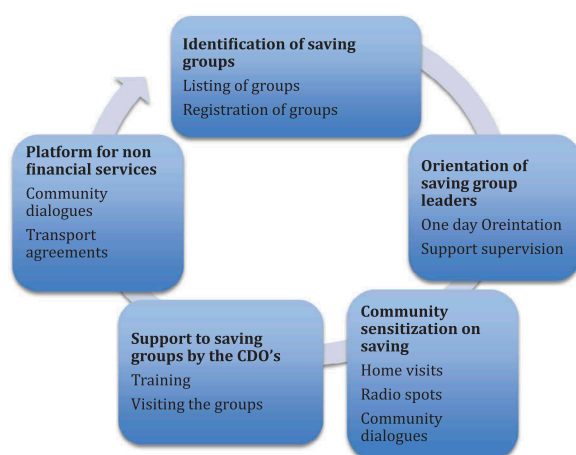 Identification of saving
groups
Listing of groups
Registration of groups
Orientation of
saving group
leaders
One day Oreintation
Support supervision
Community
sensitization on
saving
Home visits
Radio spots
Community
dialogues
Support to saving
groups by the CDO's
Training
Visiting the groups
Platform for non
financial services
Community
dialogues
Transport
agreements